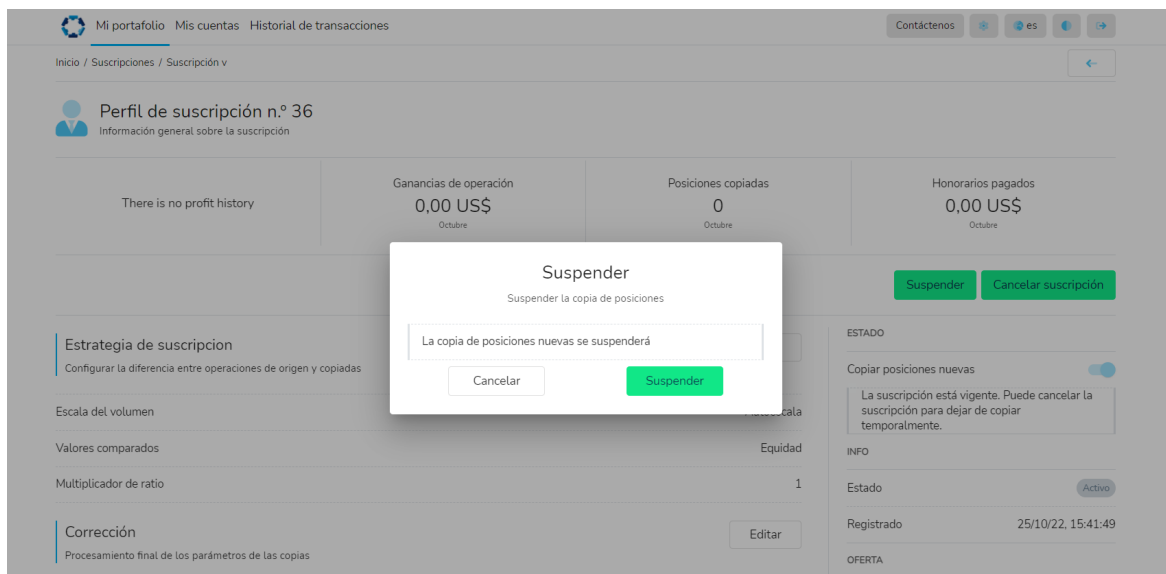 Mi portafolio Mis cuentas Historial de transacciones
Contáctenos
es
Inicio / Suscripciones / Suscripción v
Perfil de suscripción n.º 36
Información general sobre la suscripción
There is no profit history
Ganancias de operación
0,00 US$
Octubre
Posiciones copiadas
0
Octubre
Honorarios pagados
0,00 US$
Octubre
Suspender
Cancelar suscripción
Suspender
Suspender la copia de posiciones
La copia de posiciones nuevas se suspenderá
Cancelar
Suspender
Estrategia de suscripcion
Configurar la diferencia entre operaciones de origen y copiadas
Escala del volumen
Valores comparados
Equidad
Multiplicador de ratio
1
Corrección
Procesamiento final de los parámetros de las copias
Editar
ESTADO
Copiar posiciones nuevas
La suscripción está vigente. Puede cancelar la
suscripción para dejar de copiar
temporalmente.
INFO
Estado
Activo
Registrado
25/10/22, 15:41:49
OFERTA